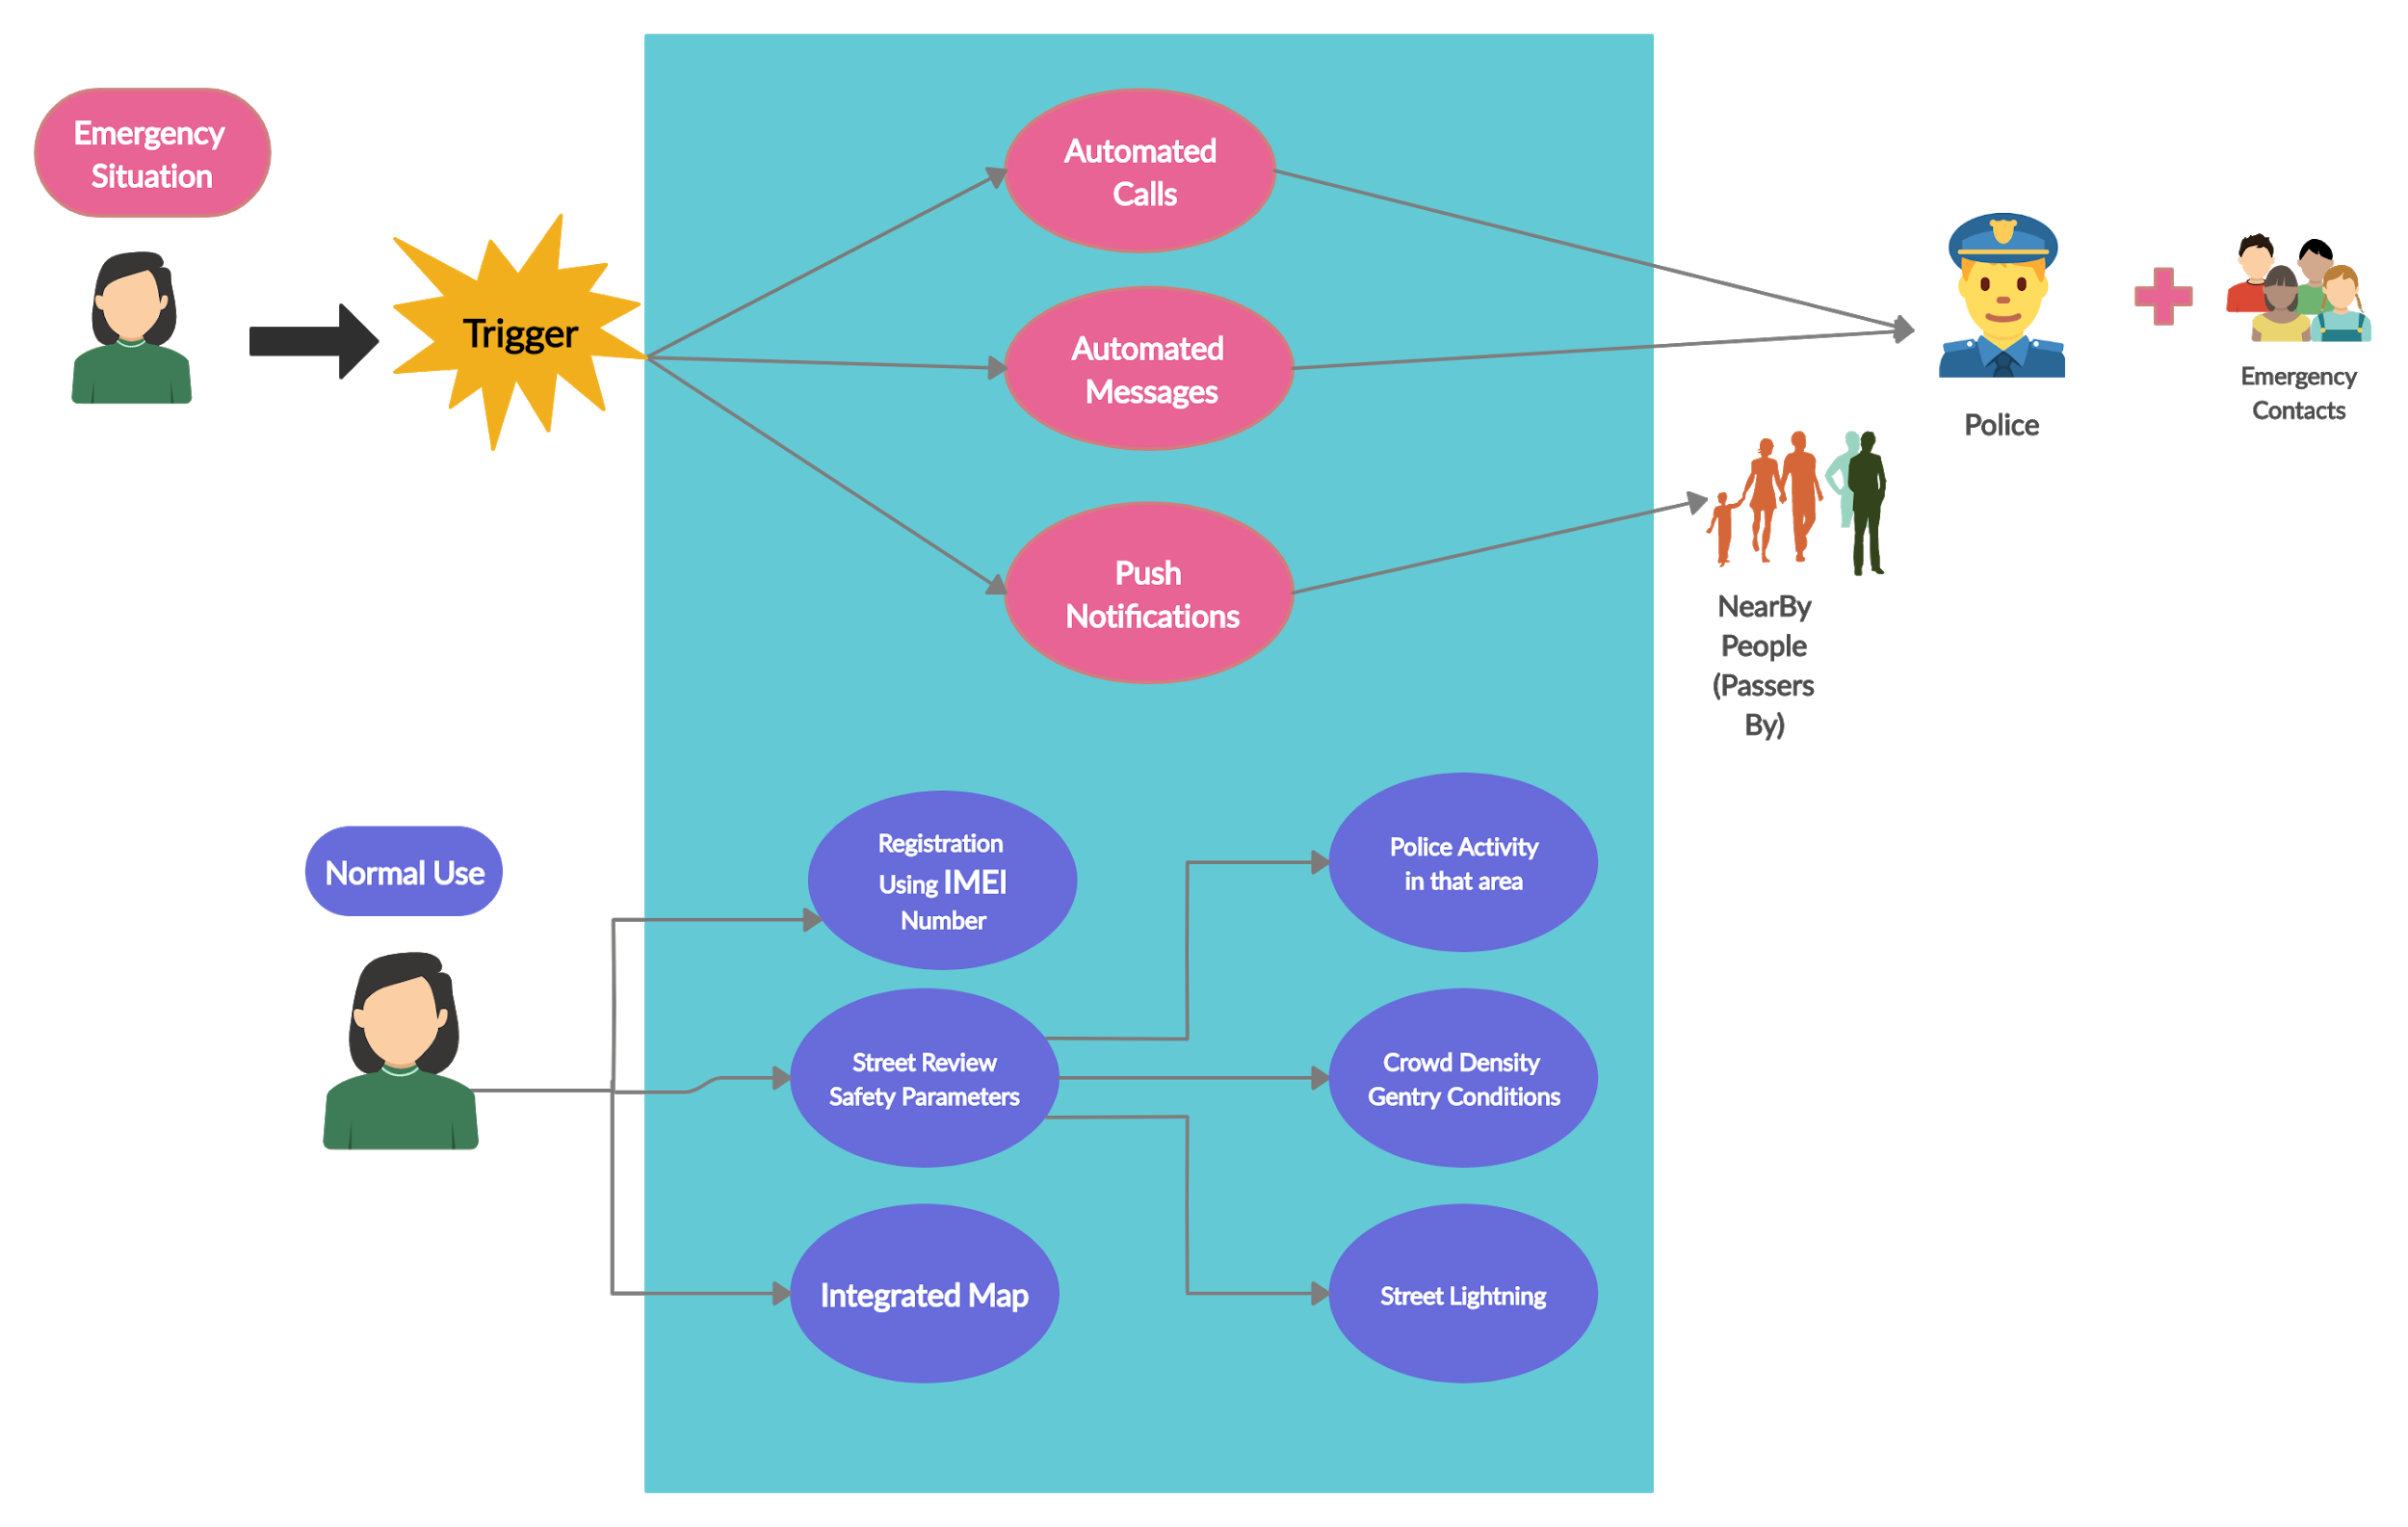 Emergency
Situation
Trigger
Automated
Calls
Automated
Messages
Push
Notifications
Police
Emergency
Contacts
NearBy
People
(Passers
By)
Normal Use
Registration
Using IMEI
Number
Police Activity
in that area
Street Review
Safety Parameters
Crowd Density
Gentry Conditions
Integrated Map
Street Lightning